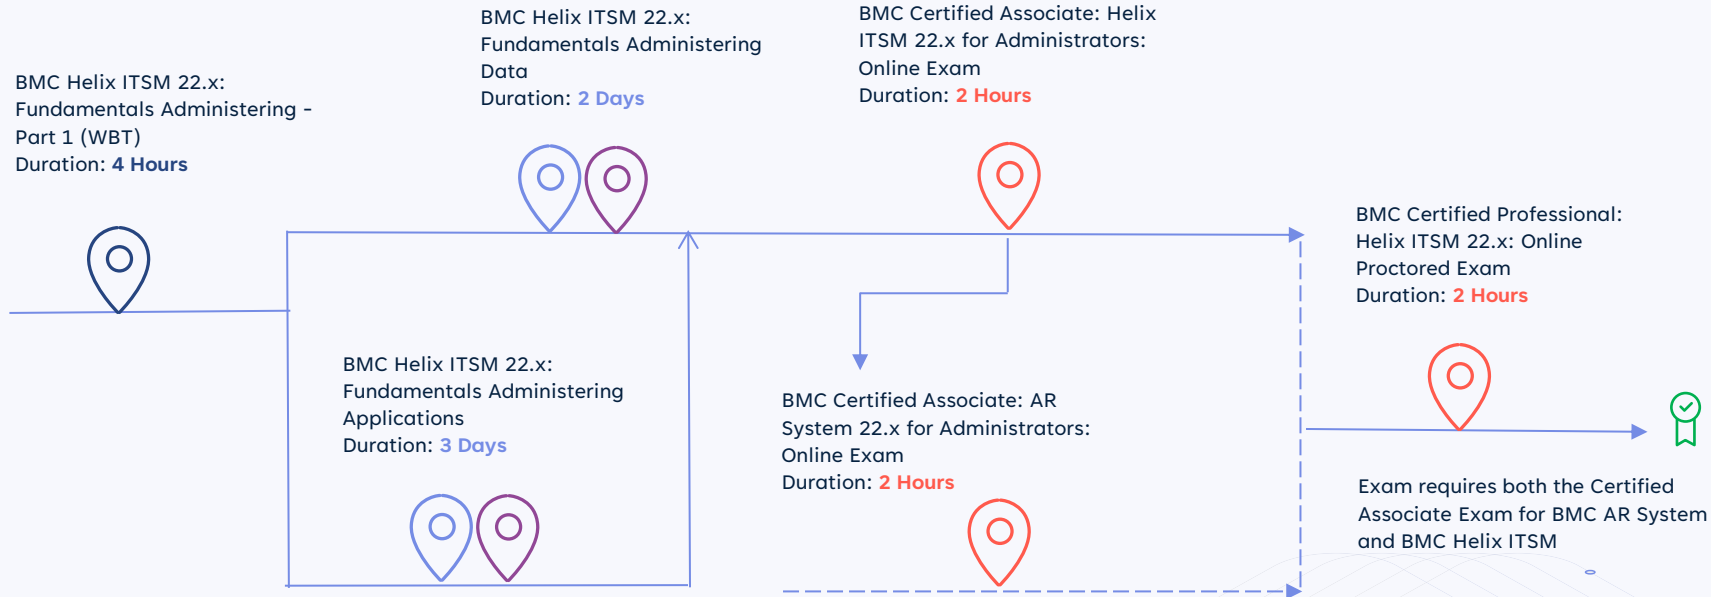 BMC Helix ITSM 22.x:
Fundamentals Administering -
Part 1 (WBT)
Duration: 4 Hours
BMC Helix ITSM 22.x:
Fundamentals Administering
Data
Duration: 2 Days
BMC Certified Associate: Helix
ITSM 22.x for Administrators:
Online Exam
Duration: 2 Hours
BMC Helix ITSM 22.x:
Fundamentals Administering
Applications
Duration: 3 Days
BMC Certified Associate: AR
System 22.x for Administrators:
Online Exam
Duration: 2 Hours
BMC Certified Professional:
Helix ITSM 22.x: Online
Proctored Exam
Duration: 2 Hours
Exam requires both the Certified
Associate Exam for BMC AR System
and BMC Helix ITSM